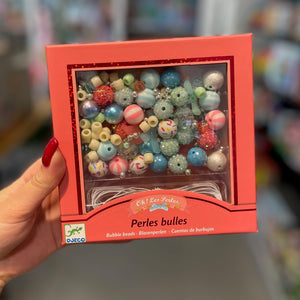 Oh! Les Perles
Perles bulles
Bubble beads - Blasenperlen - Cuentas de burbujas
DJECO